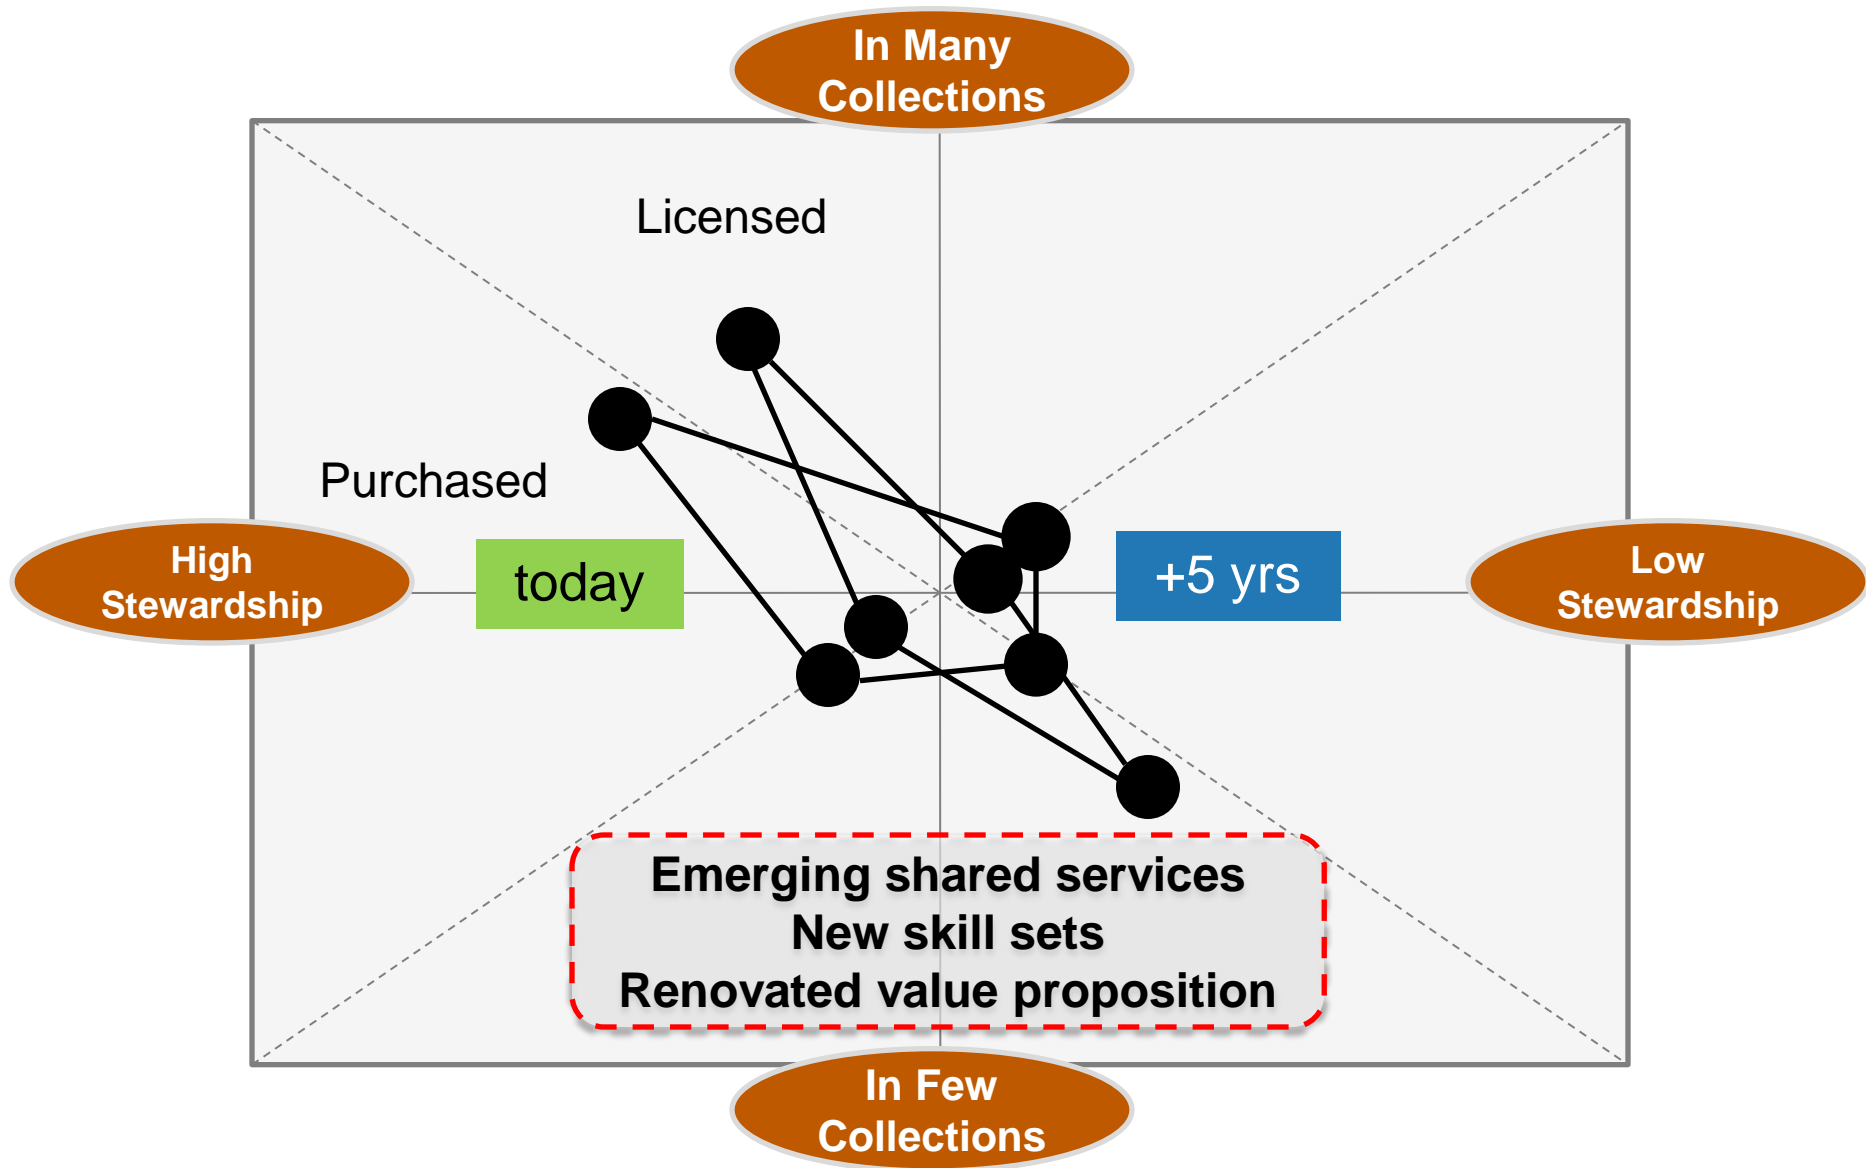 In Many
Collections
Licensed
Purchased
High
Stewardship
today
+5 yrs
Low
Stewardship
Emerging shared services
New skill sets
Renovated value proposition
In Few
Collections